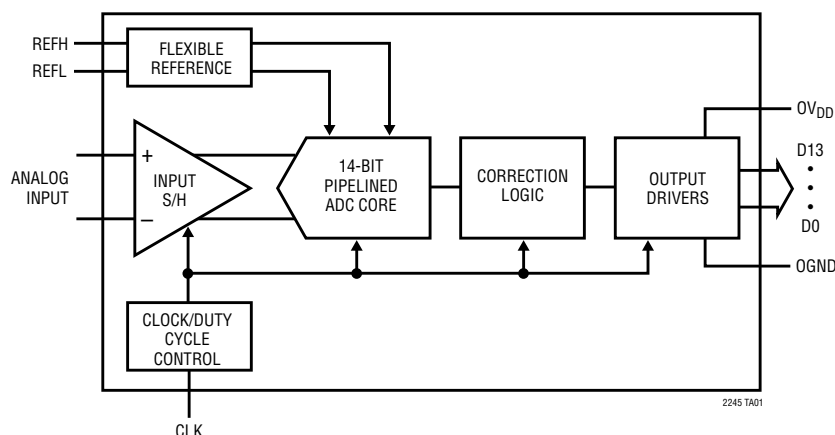 REFH
REFL
FLEXIBLE
REFERENCE
ANALOG
INPUT
+
−
INPUT
S/H
14-BIT
PIPELINED
ADC CORE
CORRECTION
LOGIC
OUTPUT
DRIVERS
OVDD
D13
•
•
•
D0
OGND
CLOCK/DUTY
CYCLE
CONTROL
CLK
2245 TA01